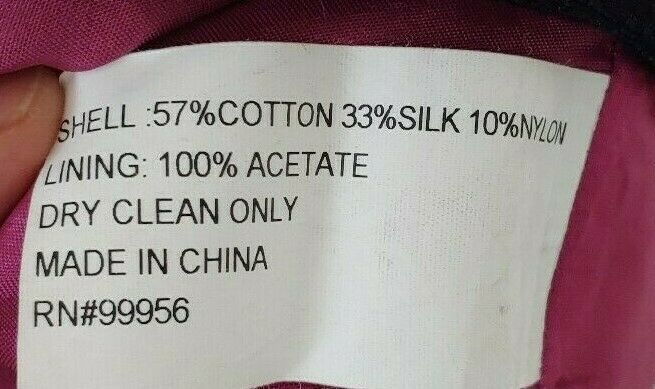 SHELL :57%COTTON 33%SILK 10%NYLON
LINING: 100% ACETATE
DRY CLEAN ONLY
MADE IN CHINA
RN#99956